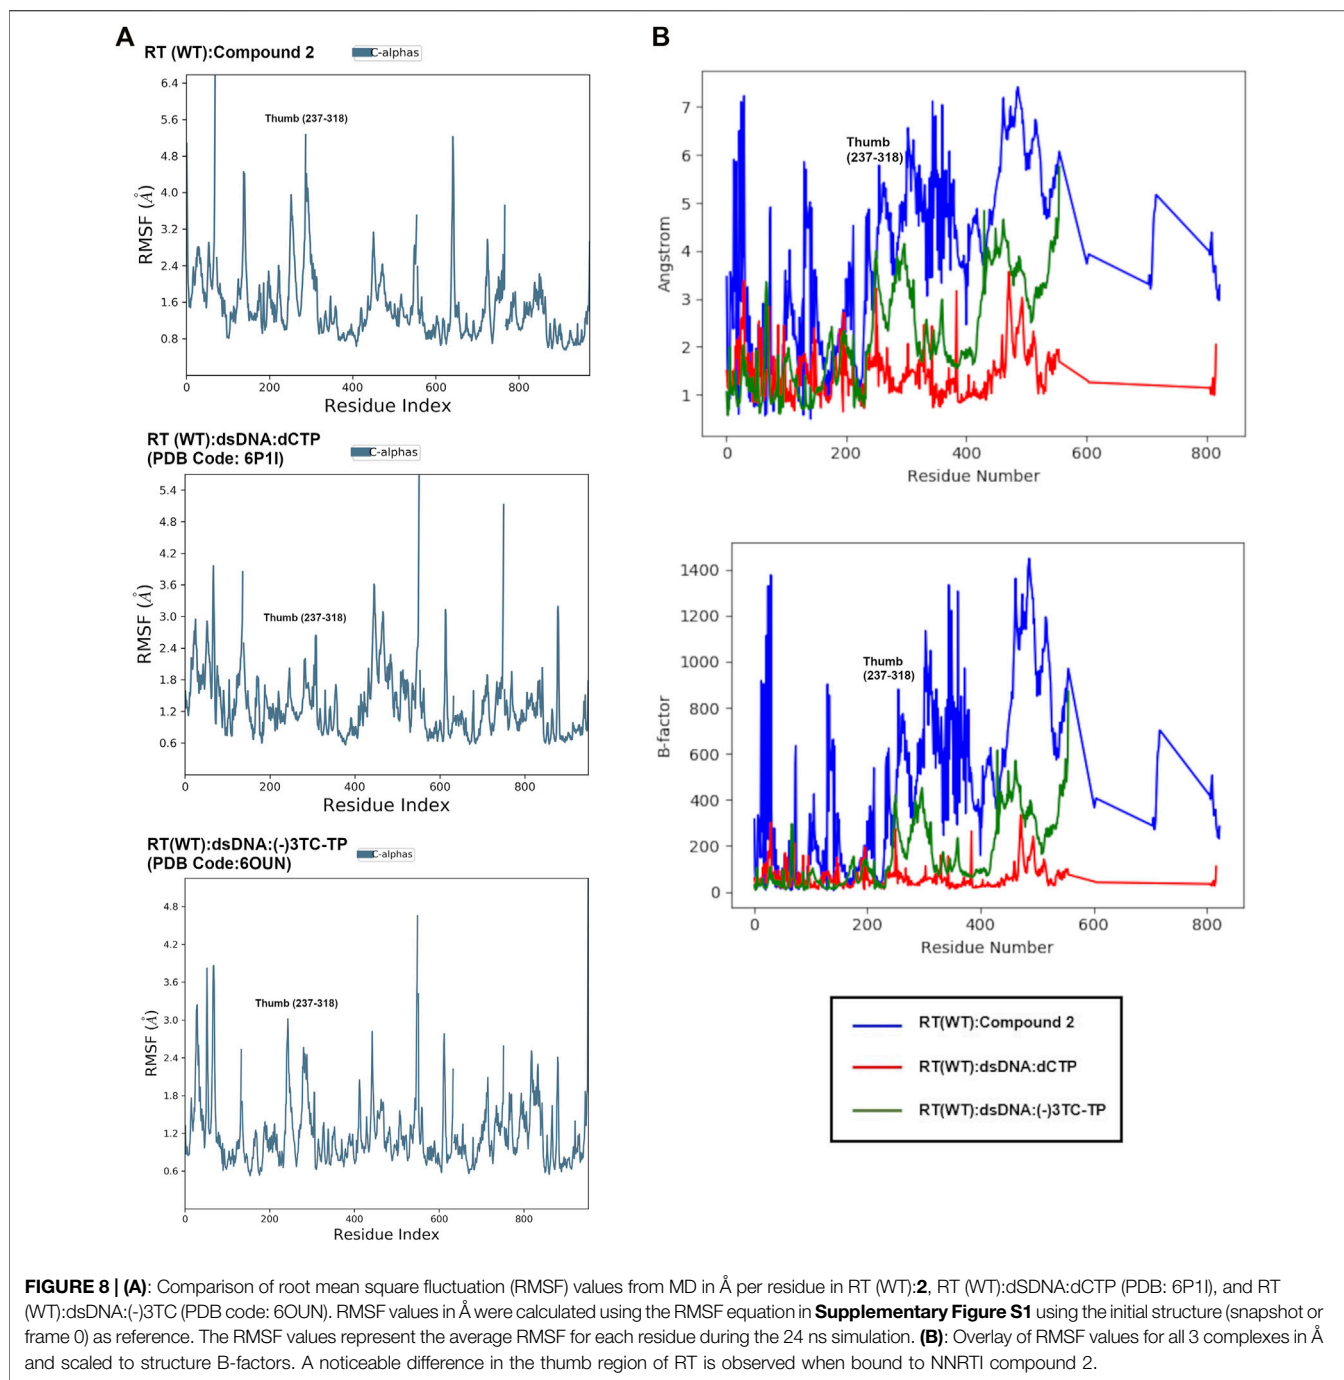 A
RT (WT):Compound 2
C-alphas
6.4
5.6
4.8
4.0
3.2
2.4
1.6
0.8
RMSF (Å)
Thumb (237-318)
0 200 400 600 800
Residue Index
RT (WT):dsDNA:dCTP
(PDB Code: 6P1I)
C-alphas
5.4
4.8
4.2
3.6
3.0
2.4
1.8
1.2
0.6
RMSF (Å)
Thumb (237-318)
0 200 400 600 800
Residue Index
RT(WT):dsDNA:(-)3TC-TP
(PDB Code:6OUN)
C-alphas
4.8
4.2
3.6
3.0
2.4
1.8
1.2
0.6
RMSF (Å)
Thumb (237-318)
0 200 400 600 800
Residue Index
B
7
6
5
4
3
2
1
Angstrom
Thumb
(237-318)
0 200 400 600 800
Residue Number
1400
1200
1000
800
600
400
200
0
B-factor
Thumb
(237-318)
0 200 400 600 800
Residue Number
RT(WT):Compound 2
RT(WT):dsDNA:dCTP
RT(WT):dsDNA:(-)3TC-TP
FIGURE 8 | (A): Comparison of root mean square fluctuation (RMSF) values from MD in Å per residue in RT (WT):2, RT (WT):dSDNA:dCTP (PDB: 6P1I), and RT
(WT):dsDNA:(-)3TC (PDB code: 6OUN). RMSF values in Å were calculated using the RMSF equation in Supplementary Figure S1 using the initial structure (snapshot or
frame 0) as reference. The RMSF values represent the average RMSF for each residue during the 24 ns simulation. (B): Overlay of RMSF values for all 3 complexes in Å
and scaled to structure B-factors. A noticeable difference in the thumb region of RT is observed when bound to NNRTI compound 2.